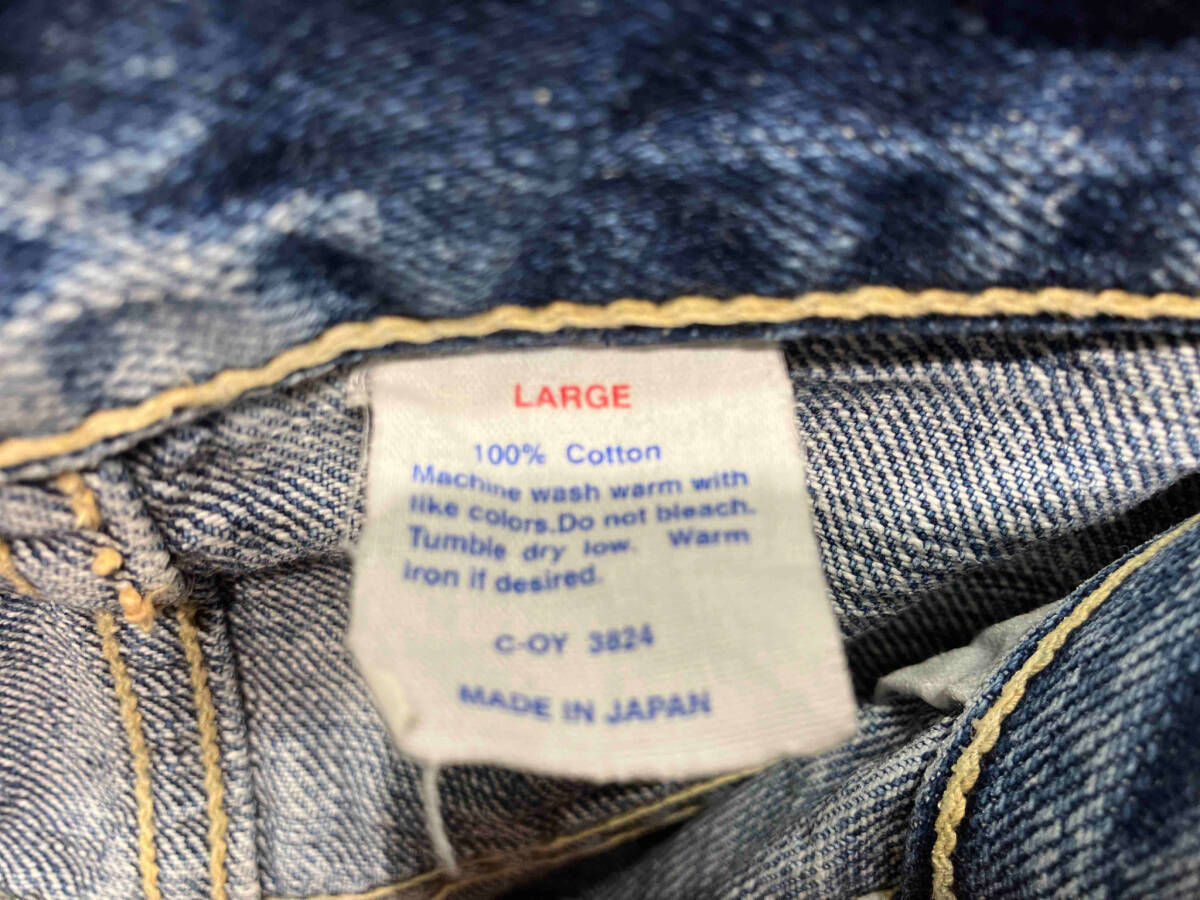 LARGE
100% Cotton
Machine wash warm with
like colors.Do not bleach.
Tumble dry low. Warm
iron if desired.
C-OY 3824
MADE IN JAPAN